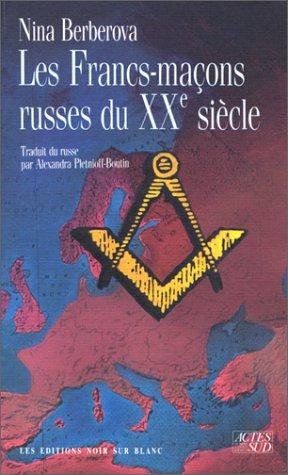 Nina Berberova
Les Francs-maçons
russes du XXe siècle
Traduit du russe
par Alexandra Pletnioff-Boutin
LES EDITIONS NOIR SUR BLANC
ACTES
SUD